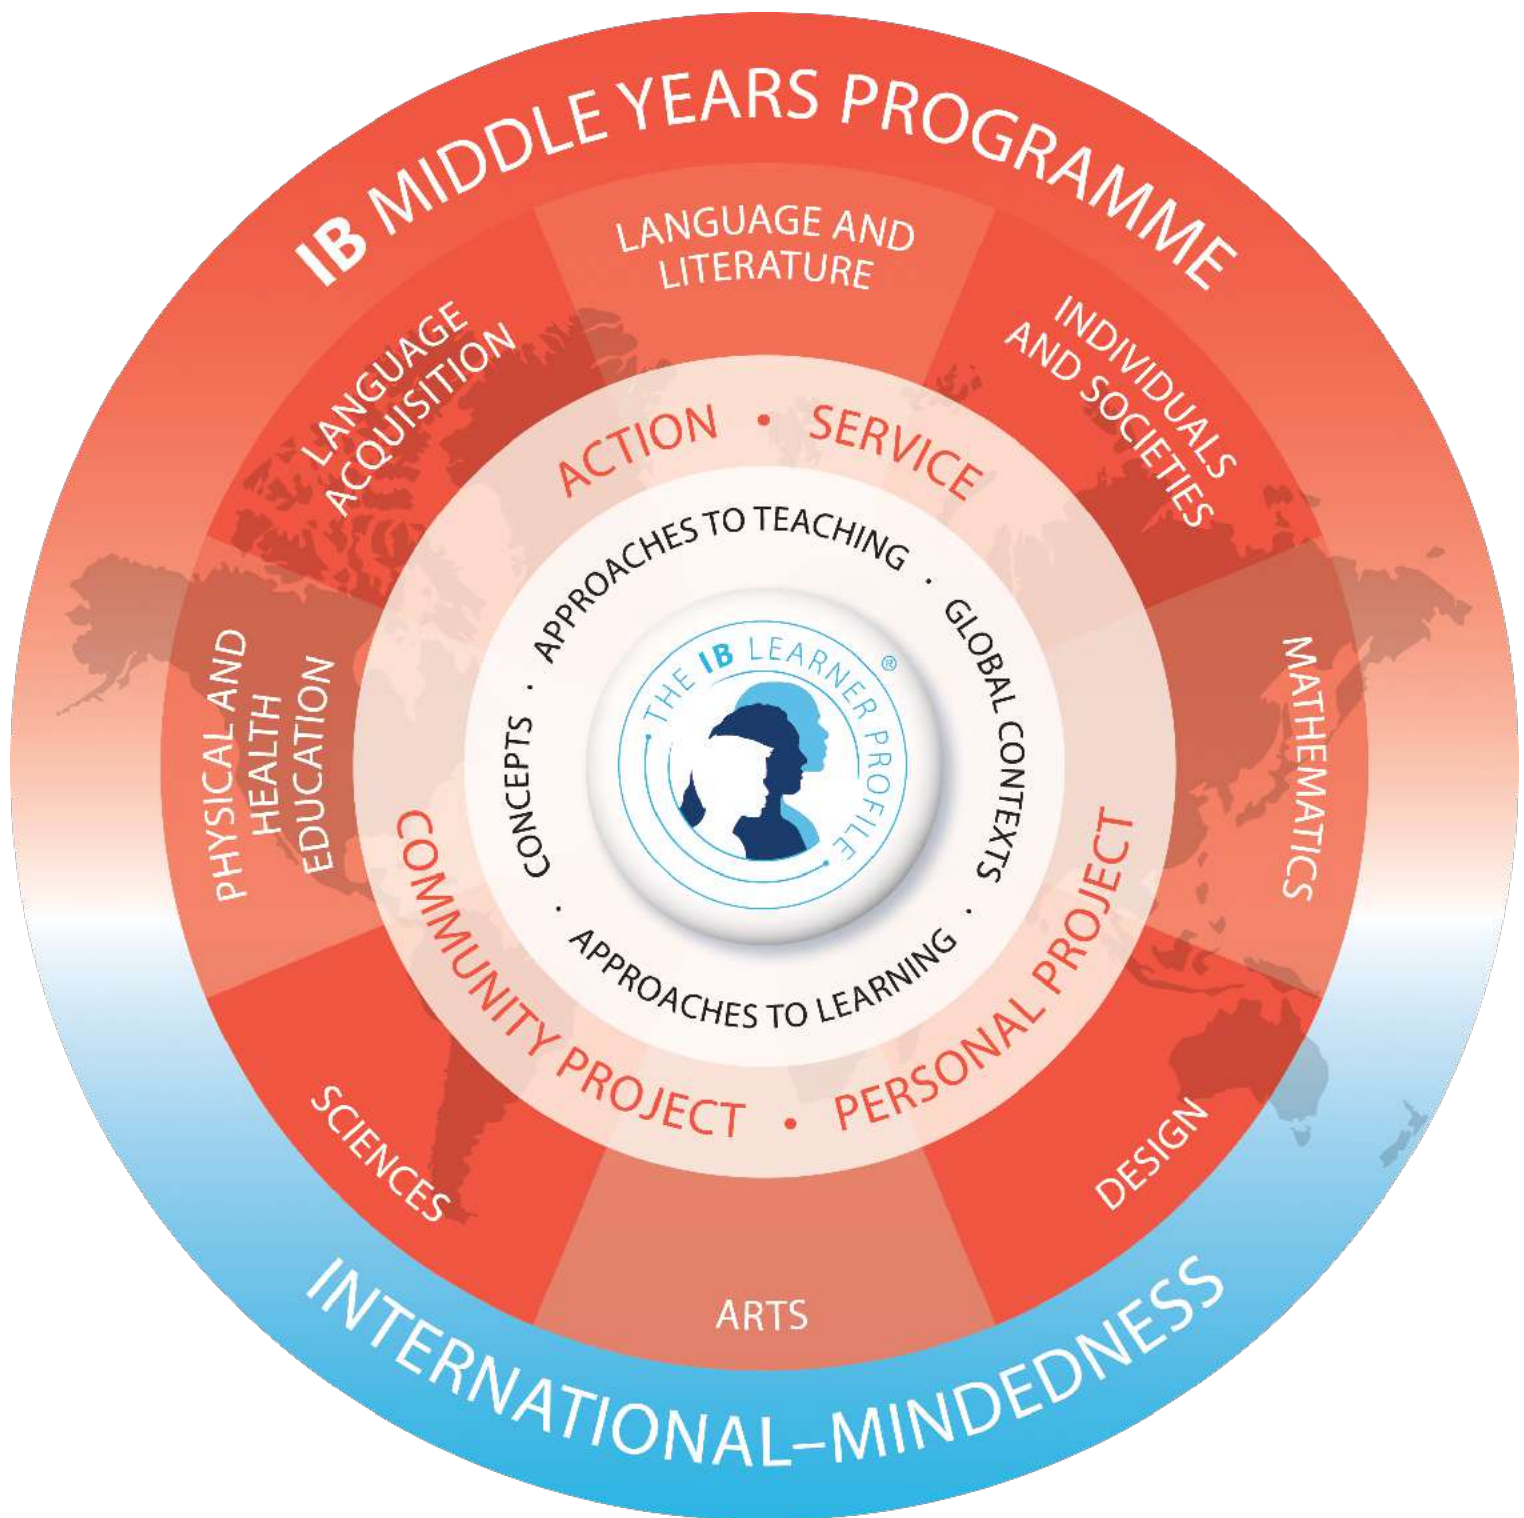 IB MIDDLE YEARS PROGRAMME
LANGUAGE AND
LITERATURE
INDIVIDUALS
AND SOCIETIES
MATHEMATICS
DESIGN
ARTS
SCIENCES
PHYSICAL AND
HEALTH
EDUCATION
LANGUAGE
ACQUISITION
ACTION • SERVICE
PERSONAL PROJECT
COMMUNITY PROJECT •
APPROACHES TO TEACHING ·
GLOBAL CONTEXTS ·
APPROACHES TO LEARNING ·
CONCEPTS ·
THE IB LEARNER PROFILE ®
INTERNATIONAL–MINDEDNESS